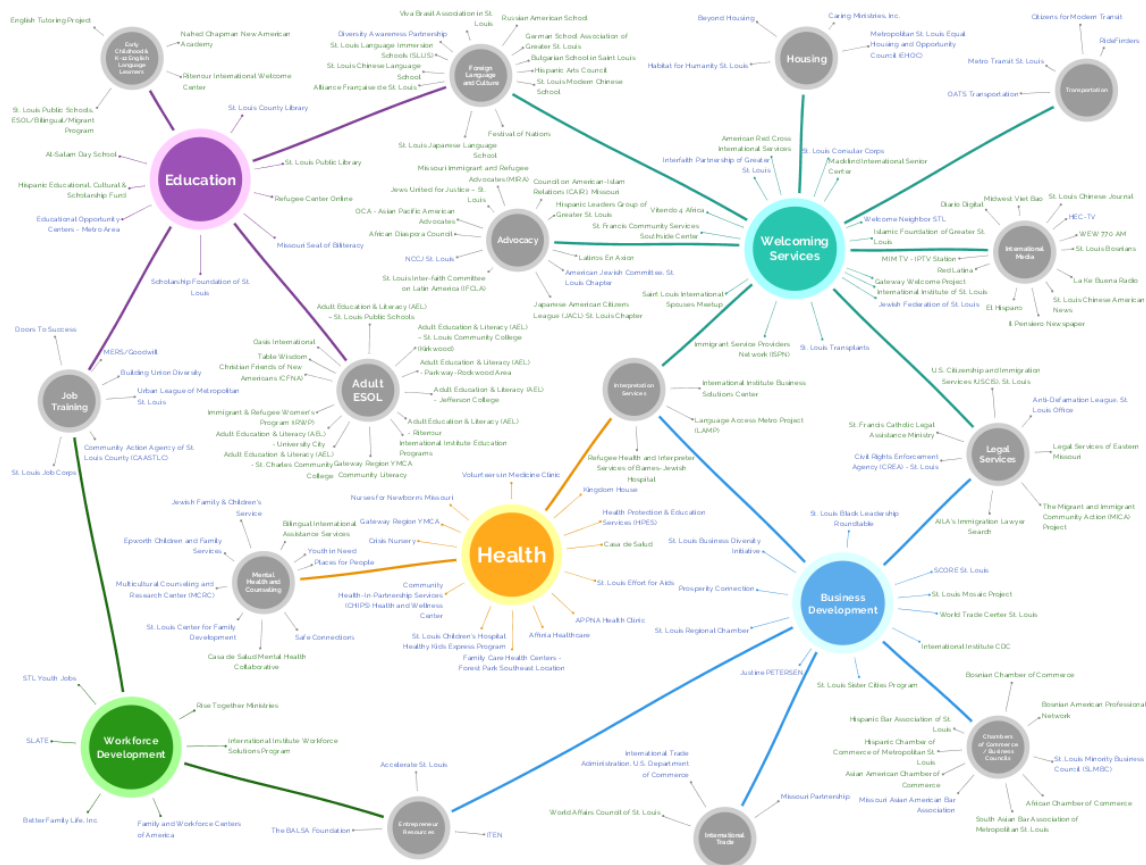 English Tutoring Project
Nahed Chapman New American
Academy
Early
Childhood &
K-12 English
Language
Learners
Ritenour International Welcome
Center
St. Louis Public Schools,
ESOL/Bilingual/Migrant
Program
Viva Brasil Association in St.
Louis
Russian American School
Diversity Awareness Partnership
St. Louis Language Immersion
Schools (SLLIS)
German School Association of
Greater St. Louis
St. Louis Chinese Language
School
Bulgarian School in Saint Louis
Hispanic Arts Council
Alliance Française de St. Louis
St. Louis Modern Chinese
School
Foreign
Language
and Culture
Festival of Nations
St. Louis Japanese Language
School
Beyond Housing
Caring Ministries, Inc.
Metropolitan St. Louis Equal
Housing and Opportunity
Council (EHOC)
Habitat for Humanity St. Louis
Housing
Citizens for Modern Transit
RideFinders
Metro Transit St. Louis
OATS Transportation
Transportation
St. Louis County Library
Al-Salam Day School
St. Louis Public Library
Education
Hispanic Educational, Cultural &
Scholarship Fund
Refugee Center Online
Educational Opportunity
Centers - Metro Area
Missouri Seal of Biliteracy
Scholarship Foundation of St.
Louis
Missouri Immigrant and Refugee
Advocates (MIRA)
Council on American-Islam
Relations (CAIR), Missouri
Jews United for Justice – St.
Louis
Hispanic Leaders Group of
Greater St. Louis
OCA - Asian Pacific American
Advocates
African Diaspora Council
Advocacy
Latinos En Axion
NCCJ St. Louis
American Jewish Committee, St.
Louis Chapter
St. Louis Inter-faith Committee
on Latin America (IFCLA)
Japanese American Citizens
League (JACL) St. Louis Chapter
American Red Cross
International Services
St. Louis Consular Corps
Interfaith Partnership of Greater
St. Louis
Macklind International Senior
Center
Vitendo 4 Africa
St. Francis Community Services
Southside Center
Welcome Neighbor STL
Islamic Foundation of Greater St.
Louis
Welcoming
Services
Gateway Welcome Project
International Institute of St. Louis
Jewish Federation of St. Louis
Saint Louis International
Spouses Meetup
Immigrant Service Providers
Network (ISPN)
St. Louis Transplants
Midwest Viet Bao
St. Louis Chinese Journal
Diario Digital
HEC-TV
WEW 770 AM
St. Louis Bosnians
MIM TV - IPTV Station
Red Latina
International
Media
La Ke Buena Radio
El Hispano
St. Louis Chinese American
News
Il Pensiero Newspaper
Doors To Success
MERS/Goodwill
Building Union Diversity
Urban League of Metropolitan
St. Louis
Job
Training
Community Action Agency of St.
Louis County (CAASTLC)
St. Louis Job Corps
Adult Education & Literacy (AEL)
- St. Louis Public Schools
Oasis International
Adult Education & Literacy (AEL)
- St. Louis Community College
(Kirkwood)
Table Wisdom
Christian Friends of New
Americans (CFNA)
Adult Education & Literacy (AEL)
- Parkway-Rockwood Area
Adult
ESOL
Adult Education & Literacy (AEL)
- Jefferson College
Immigrant & Refugee Women's
Program (IRWP)
Adult Education & Literacy (AEL)
- Ritenour
Adult Education & Literacy (AEL)
- University City
International Institute Education
Programs
Adult Education & Literacy (AEL)
- St. Charles Community
College
Gateway Region YMCA
Community Literacy
Interpretation
Services
International Institute Business
Solutions Center
Language Access Metro Project
(LAMP)
Refugee Health and Interpreter
Services of Barnes-Jewish
Hospital
U.S. Citizenship and Immigration
Services (USCIS), St. Louis
Anti-Defamation League, St.
Louis Office
St. Francis Catholic Legal
Assistance Ministry
Civil Rights Enforcement
Agency (CREA) - St. Louis
Legal
Services
Legal Services of Eastern
Missouri
The Migrant and Immigrant
Community Action (MICA)
Project
AILA's Immigration Lawyer
Search
Volunteers in Medicine Clinic
Nurses for Newborns Missouri
Kingdom House
Gateway Region YMCA
Health Protection & Education
Services (HPES)
Crisis Nursery
Casa de Salud
Health
Community
Health-In-Partnership Services
(CHIPS) Health and Wellness
Center
St. Louis Effort for Aids
APPNA Health Clinic
St. Louis Children's Hospital
Healthy Kids Express Program
Affinia Healthcare
Family Care Health Centers -
Forest Park Southeast Location
Jewish Family & Children's
Service
Bilingual International
Assistance Services
Epworth Children and Family
Services
Youth in Need
Places for People
Mental
Health and
Counseling
Multicultural Counseling and
Research Center (MCRC)
St. Louis Center for Family
Development
Safe Connections
Casa de Salud Mental Health
Collaborative
St. Louis Black Leadership
Roundtable
St. Louis Business Diversity
Initiative
SCORE St. Louis
Prosperity Connection
St. Louis Mosaic Project
Business
Development
World Trade Center St. Louis
St. Louis Regional Chamber
International Institute CDC
Justine PETERSEN
St. Louis Sister Cities Program
STL Youth Jobs
Rise Together Ministries
SLATE
Workforce
Development
International Institute Workforce
Solutions Program
Better Family Life, Inc.
Family and Workforce Centers
of America
Accelerate St. Louis
The BALSA Foundation
Entrepreneur
Resources
ITEN
International Trade
Administration, U.S. Department
of Commerce
World Affairs Council of St. Louis
Missouri Partnership
International
Trade
Bosnian Chamber of Commerce
Bosnian American Professional
Network
Hispanic Bar Association of St.
Louis
Hispanic Chamber of
Commerce of Metropolitan St.
Louis
Chambers
of Commerce
/ Business
Councils
St. Louis Minority Business
Council (SLMBC)
Asian American Chamber of
Commerce
Missouri Asian American Bar
Association
African Chamber of Commerce
South Asian Bar Association of
Metropolitan St. Louis